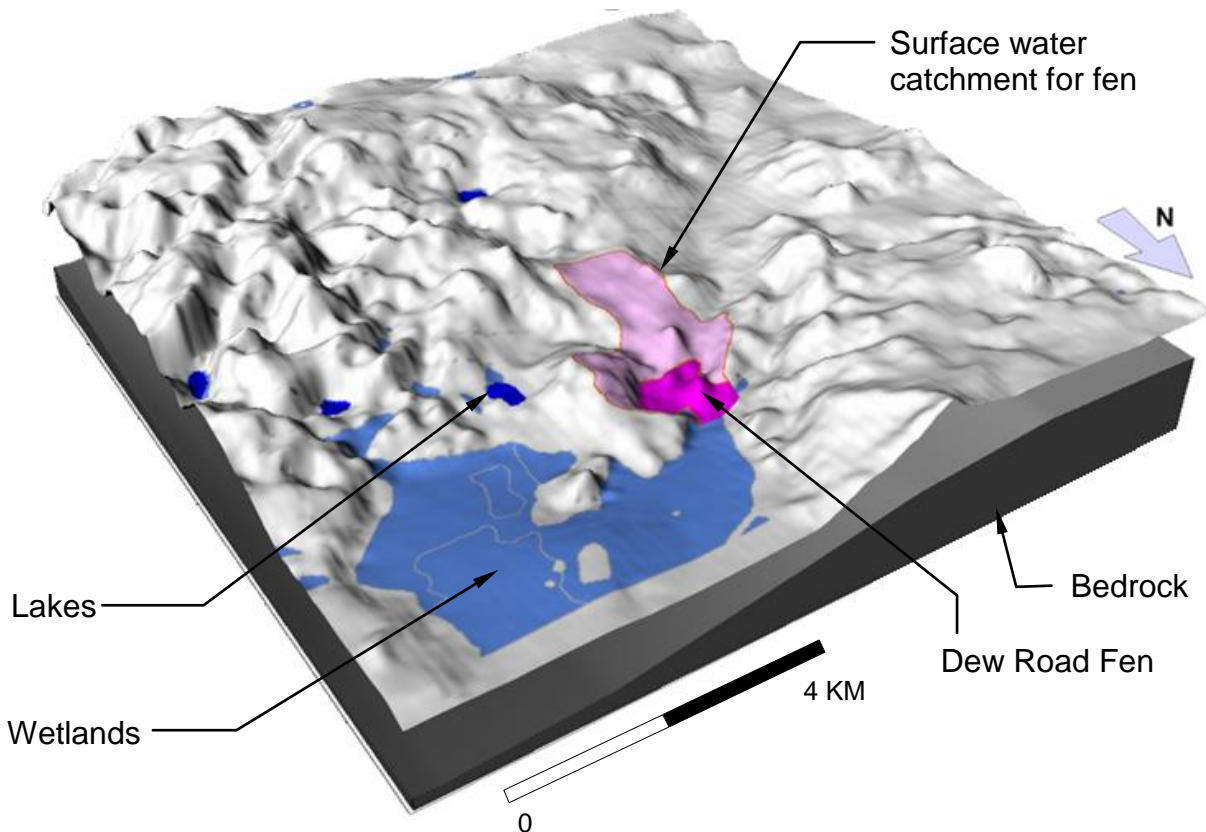 Surface water
catchment for fen
N
Lakes
Bedrock
Dew Road Fen
4 KM
Wetlands
0